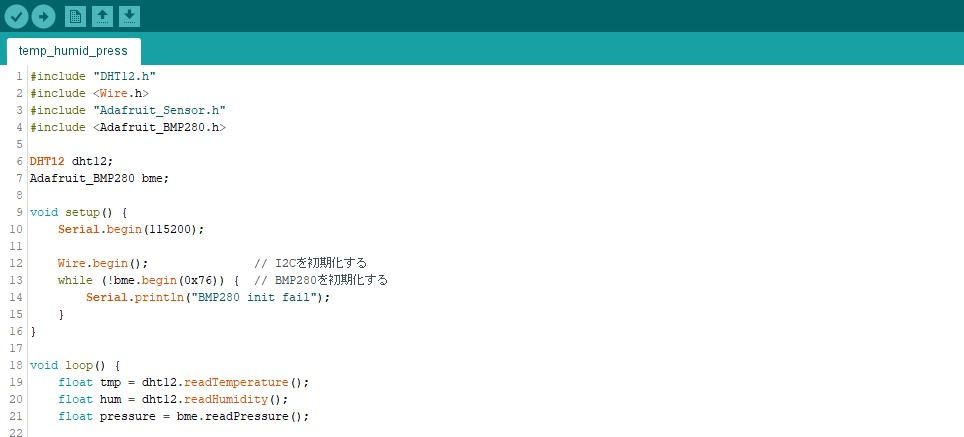 temp_humid_press
1 #include "DHT12.h"
2 #include <Wire.h>
3 #include "Adafruit_Sensor.h"
4 #include <Adafruit_BMP280.h>
5
6 DHT12 dht12;
7 Adafruit_BMP280 bme;
8
9 void setup() {
10 Serial.begin(115200);
11
12 Wire.begin(); // I2Cを初期化する
13 while (!bme.begin(0x76)) { // BMP280を初期化する
14 Serial.println("BMP280 init fail");
15 }
16 }
17
18 void loop() {
19 float tmp = dht12.readTemperature();
20 float hum = dht12.readHumidity();
21 float pressure = bme.readPressure();
22